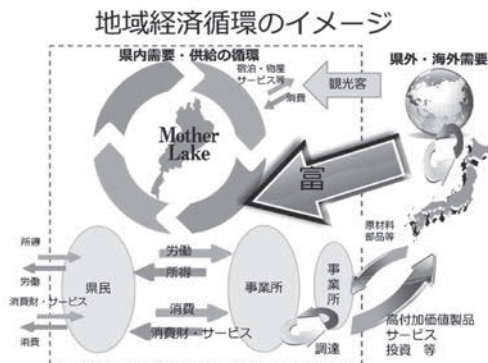 地域経済循環のイメージ
県内需要・供給の循環
宿泊・物産
サービス等
消費
観光客
県外・海外需要
Mother
Lake
富
原材料
部品等
所得
労働
消費財・サービス
消費
県民
労働
所得
消費
消費財・サービス
事業所
事業所
調達
高付加価値製品
サービス
投資 等